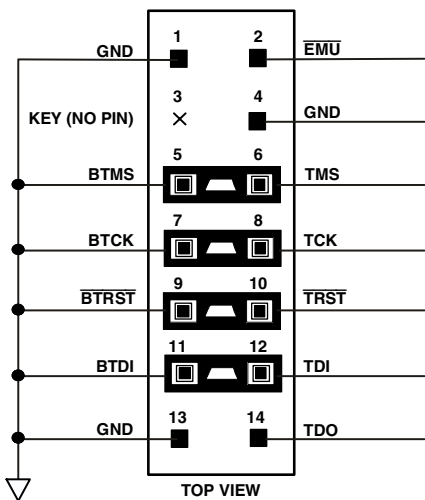 1 2
GND EMU
3 4
KEY (NO PIN) GND
5 6
BTMS TMS
7 8
BTCK TCK
9 10
BTRST TRST
11 12
BTDI TDI
13 14
GND TDO
TOP VIEW